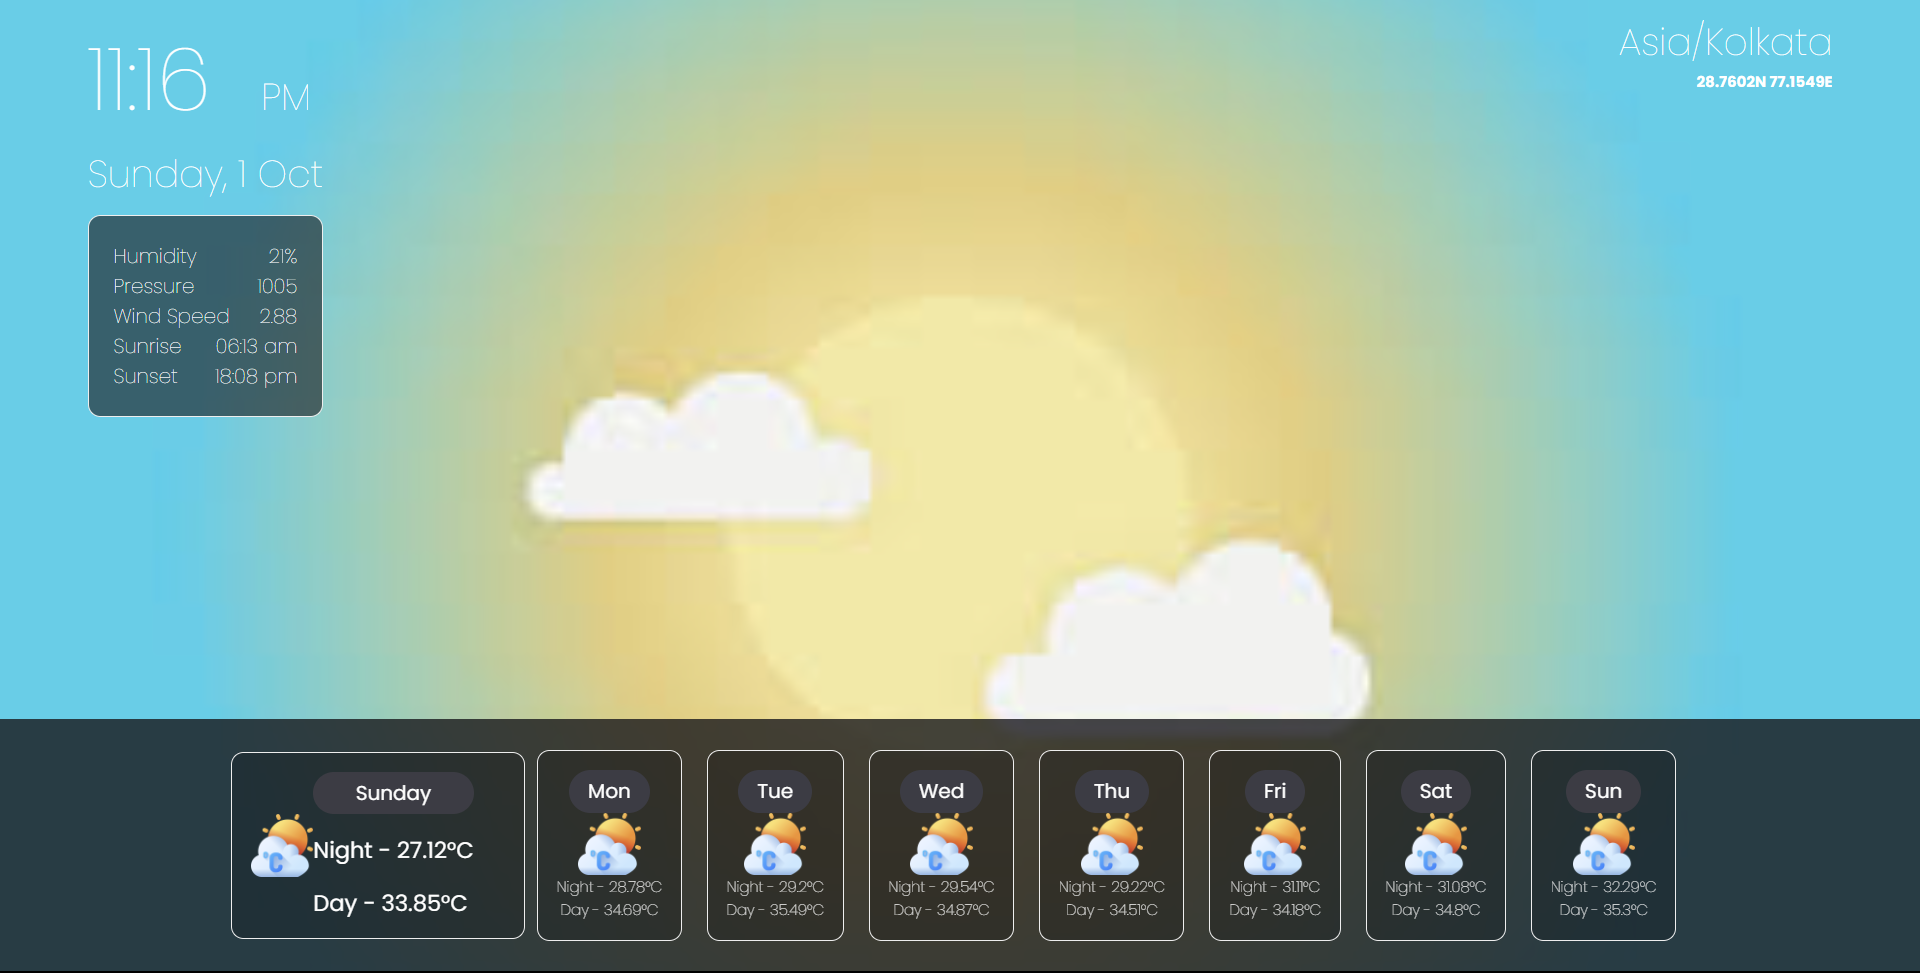 11:16 PM
Sunday, 1 Oct
Humidity 21%
Pressure 1005
Wind Speed 2.88
Sunrise 06:13 am
Sunset 18:08 pm
Asia/Kolkata
28.7602N 77.1549E
Sunday
C
Night - 27.12°C
Day - 33.85°C
Mon
C
Night - 28.78°C
Day - 34.69°C
Tue
C
Night - 29.2°C
Day - 35.49°C
Wed
C
Night - 29.54°C
Day - 34.87°C
Thu
C
Night - 29.22°C
Day - 34.51°C
Fri
C
Night - 31.11°C
Day - 34.18°C
Sat
C
Night - 31.08°C
Day - 34.8°C
Sun
C
Night - 32.29°C
Day - 35.3°C